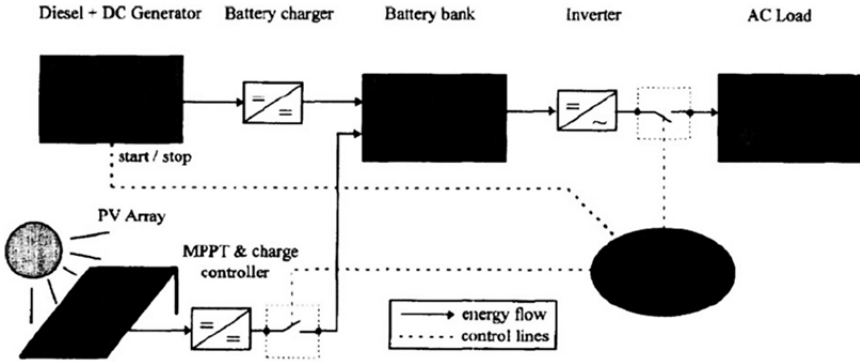 Diesel + DC Generator
Battery charger
Battery bank
Inverter
AC Load
start / stop
PV Array
MPPT & charge
controller
energy flow
control lines